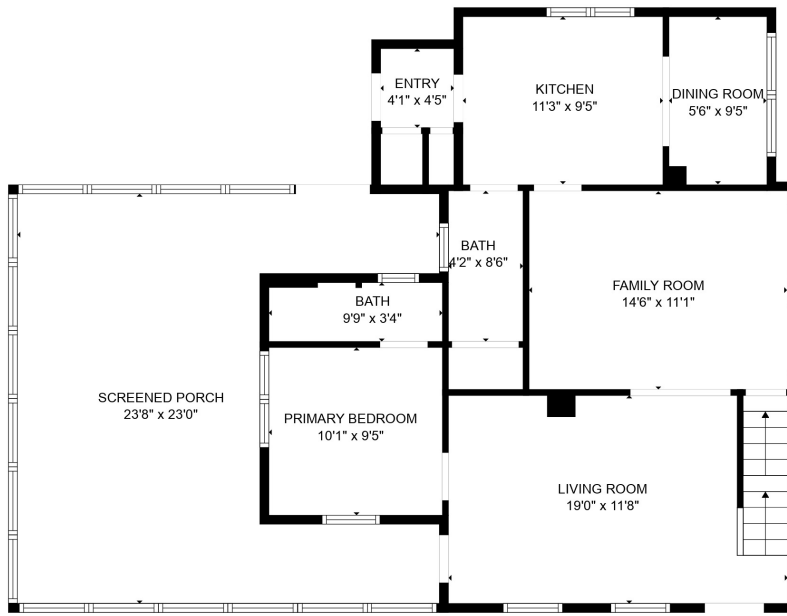 ENTRY
4'1" x 4'5"
KITCHEN
11'3" x 9'5"
DINING ROOM
5'6" x 9'5"
BATH
4'2" x 8'6"
FAMILY ROOM
14'6" x 11'1"
BATH
9'9" x 3'4"
SCREENED PORCH
23'8" x 23'0"
PRIMARY BEDROOM
10'1" x 9'5"
LIVING ROOM
19'0" x 11'8"